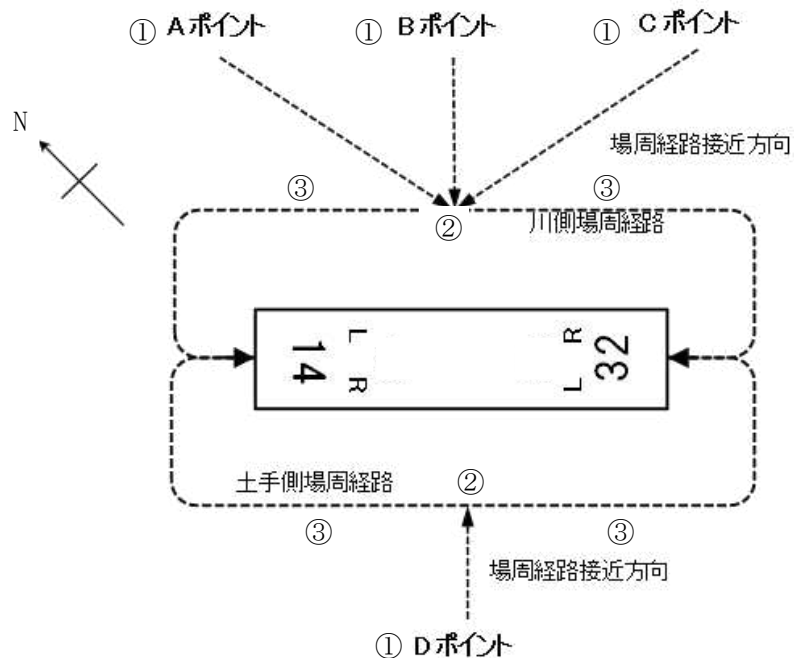 ① Aポイント ① Bポイント ① Cポイント
N
場周経路接近方向
③ ③
② 川側場周経路
14 L R
R L 32
土手側場周経路 ②
③ ③
場周経路接近方向
① Dポイント